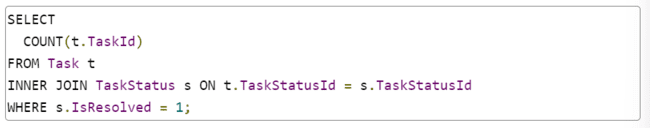 SELECT
  COUNT(t.TaskId)
FROM Task t
INNER JOIN TaskStatus s ON t.TaskStatusId = s.TaskStatusId
WHERE s.IsResolved = 1;